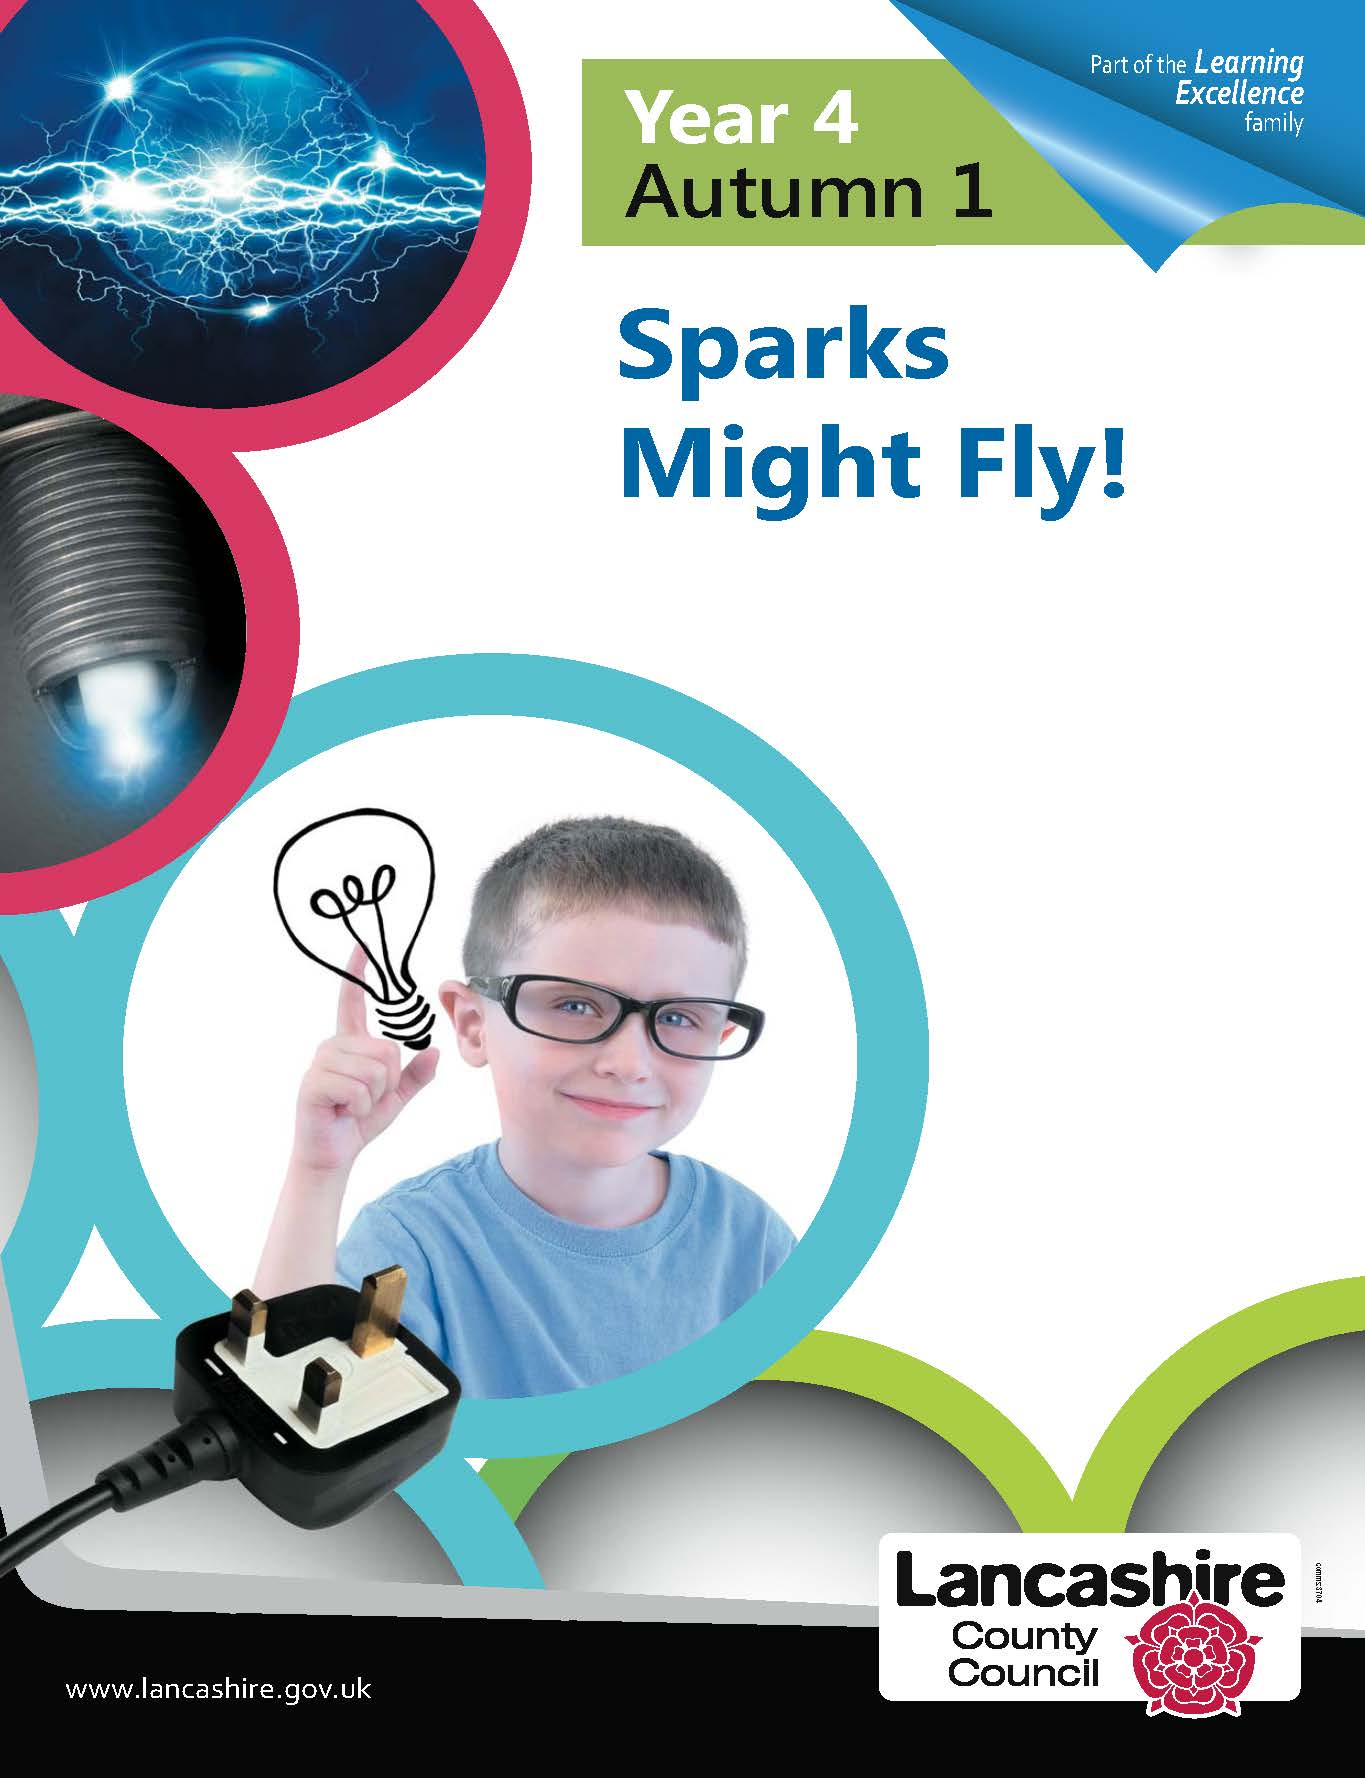 Part of the Learning
Excellence
family
Year 4
Autumn 1
Sparks
Might Fly!
www.lancashire.gov.uk
Lancashire
County
Council